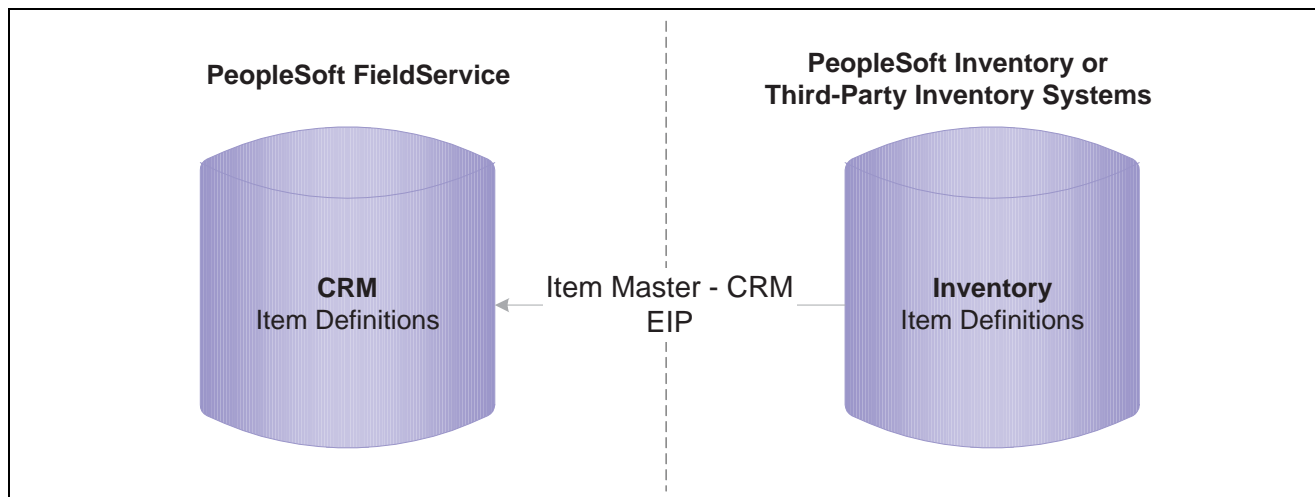 PeopleSoft FieldService
PeopleSoft Inventory or
Third-Party Inventory Systems
CRM
Item Definitions
Item Master - CRM
EIP
Inventory
Item Definitions